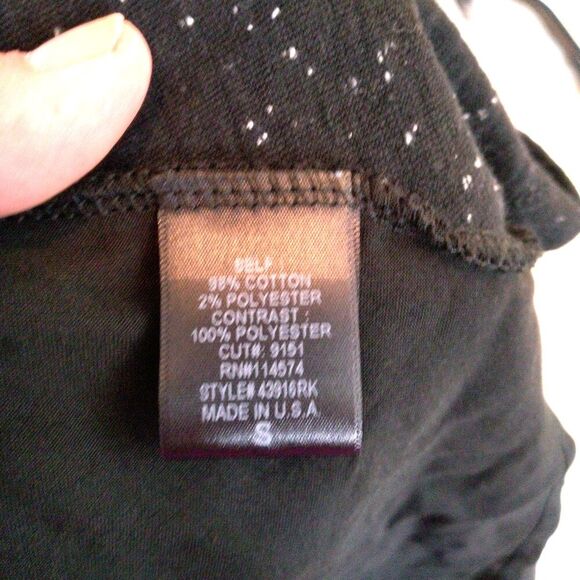 SELF
98% COTTON
2% POLYESTER
CONTRAST :
100% POLYESTER
CUT#: 9151
RN#114574
STYLE# 43916RK
MADE IN U.S.A
S